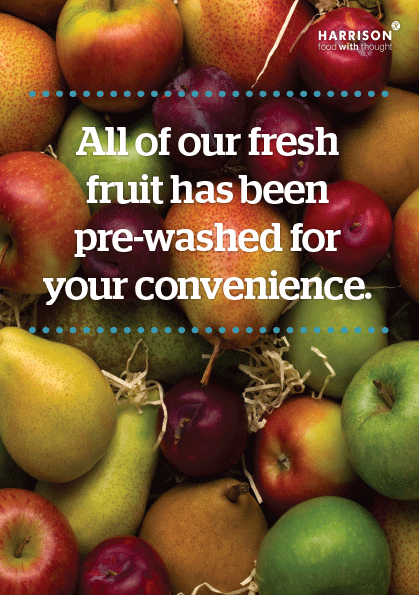 HARRISON
food with thought
All of our fresh
fruit has been
pre-washed for
your convenience.